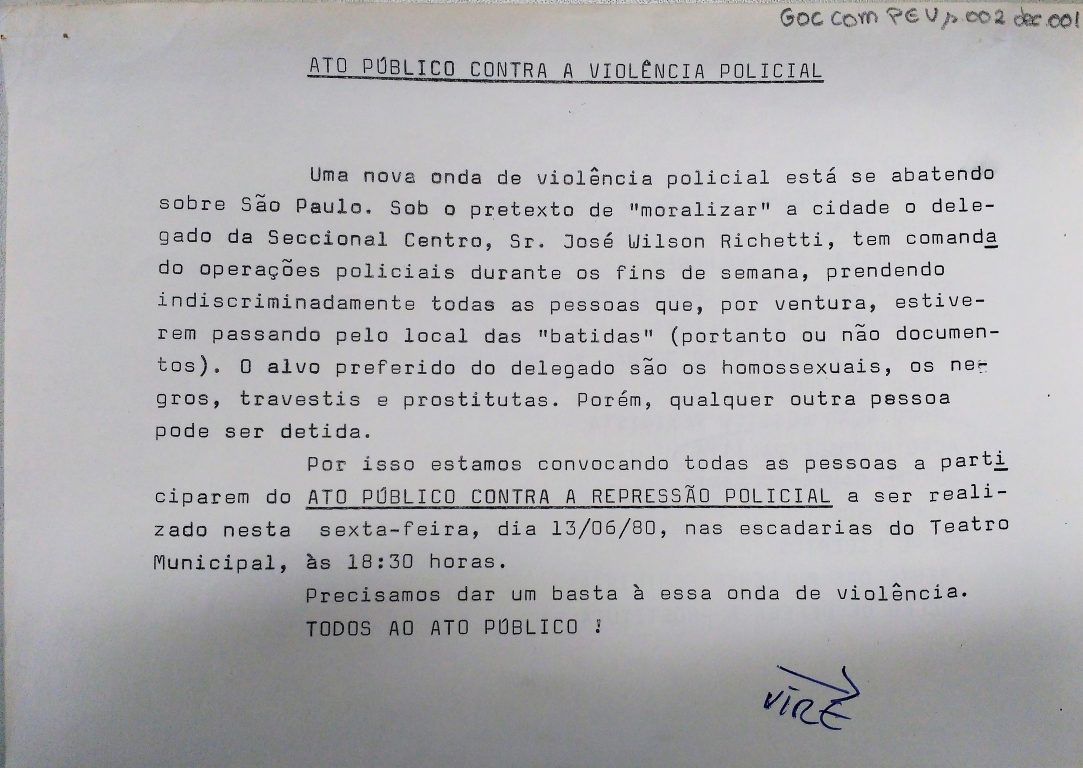 GOC COM PEV p. 002 dec. 001
ATO PÚBLICO CONTRA A VIOLÊNCIA POLICIAL
Uma nova onda de violência policial está se abatendo
sobre São Paulo. Sob o pretexto de "moralizar" a cidade o dele-
gado da Seccional Centro, Sr. José Wilson Richetti, tem comanda
do operações policiais durante os fins de semana, prendendo
indiscriminadamente todas as pessoas que, por ventura, estive-
rem passando pelo local das "batidas" (portanto ou não documen-
tos). O alvo preferido do delegado são os homossexuais, os ne-
gros, travestis e prostitutas. Porém, qualquer outra pessoa
pode ser detida.
Por isso estamos convocando todas as pessoas a parti
ciparem do ATO PÚBLICO CONTRA A REPRESSÃO POLICIAL a ser reali-
zado nesta sexta-feira, dia 13/06/80, nas escadarias do Teatro
Municipal, às 18:30 horas.
Precisamos dar um basta à essa onda de violência.
TODOS AO ATO PÚBLICO !
VIRE